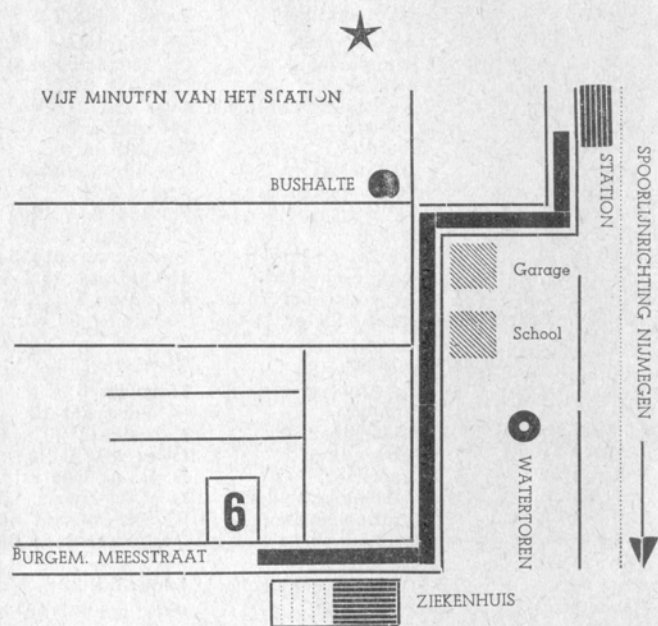 VIJF MINUTEN VAN HET STATION
BUSHALTE
STATION
SPOORLIJNRICHTING NIJMEGEN
Garage
School
WATERTOREN
6
BURGEM. MEESSTRAAT
ZIEKENHUIS